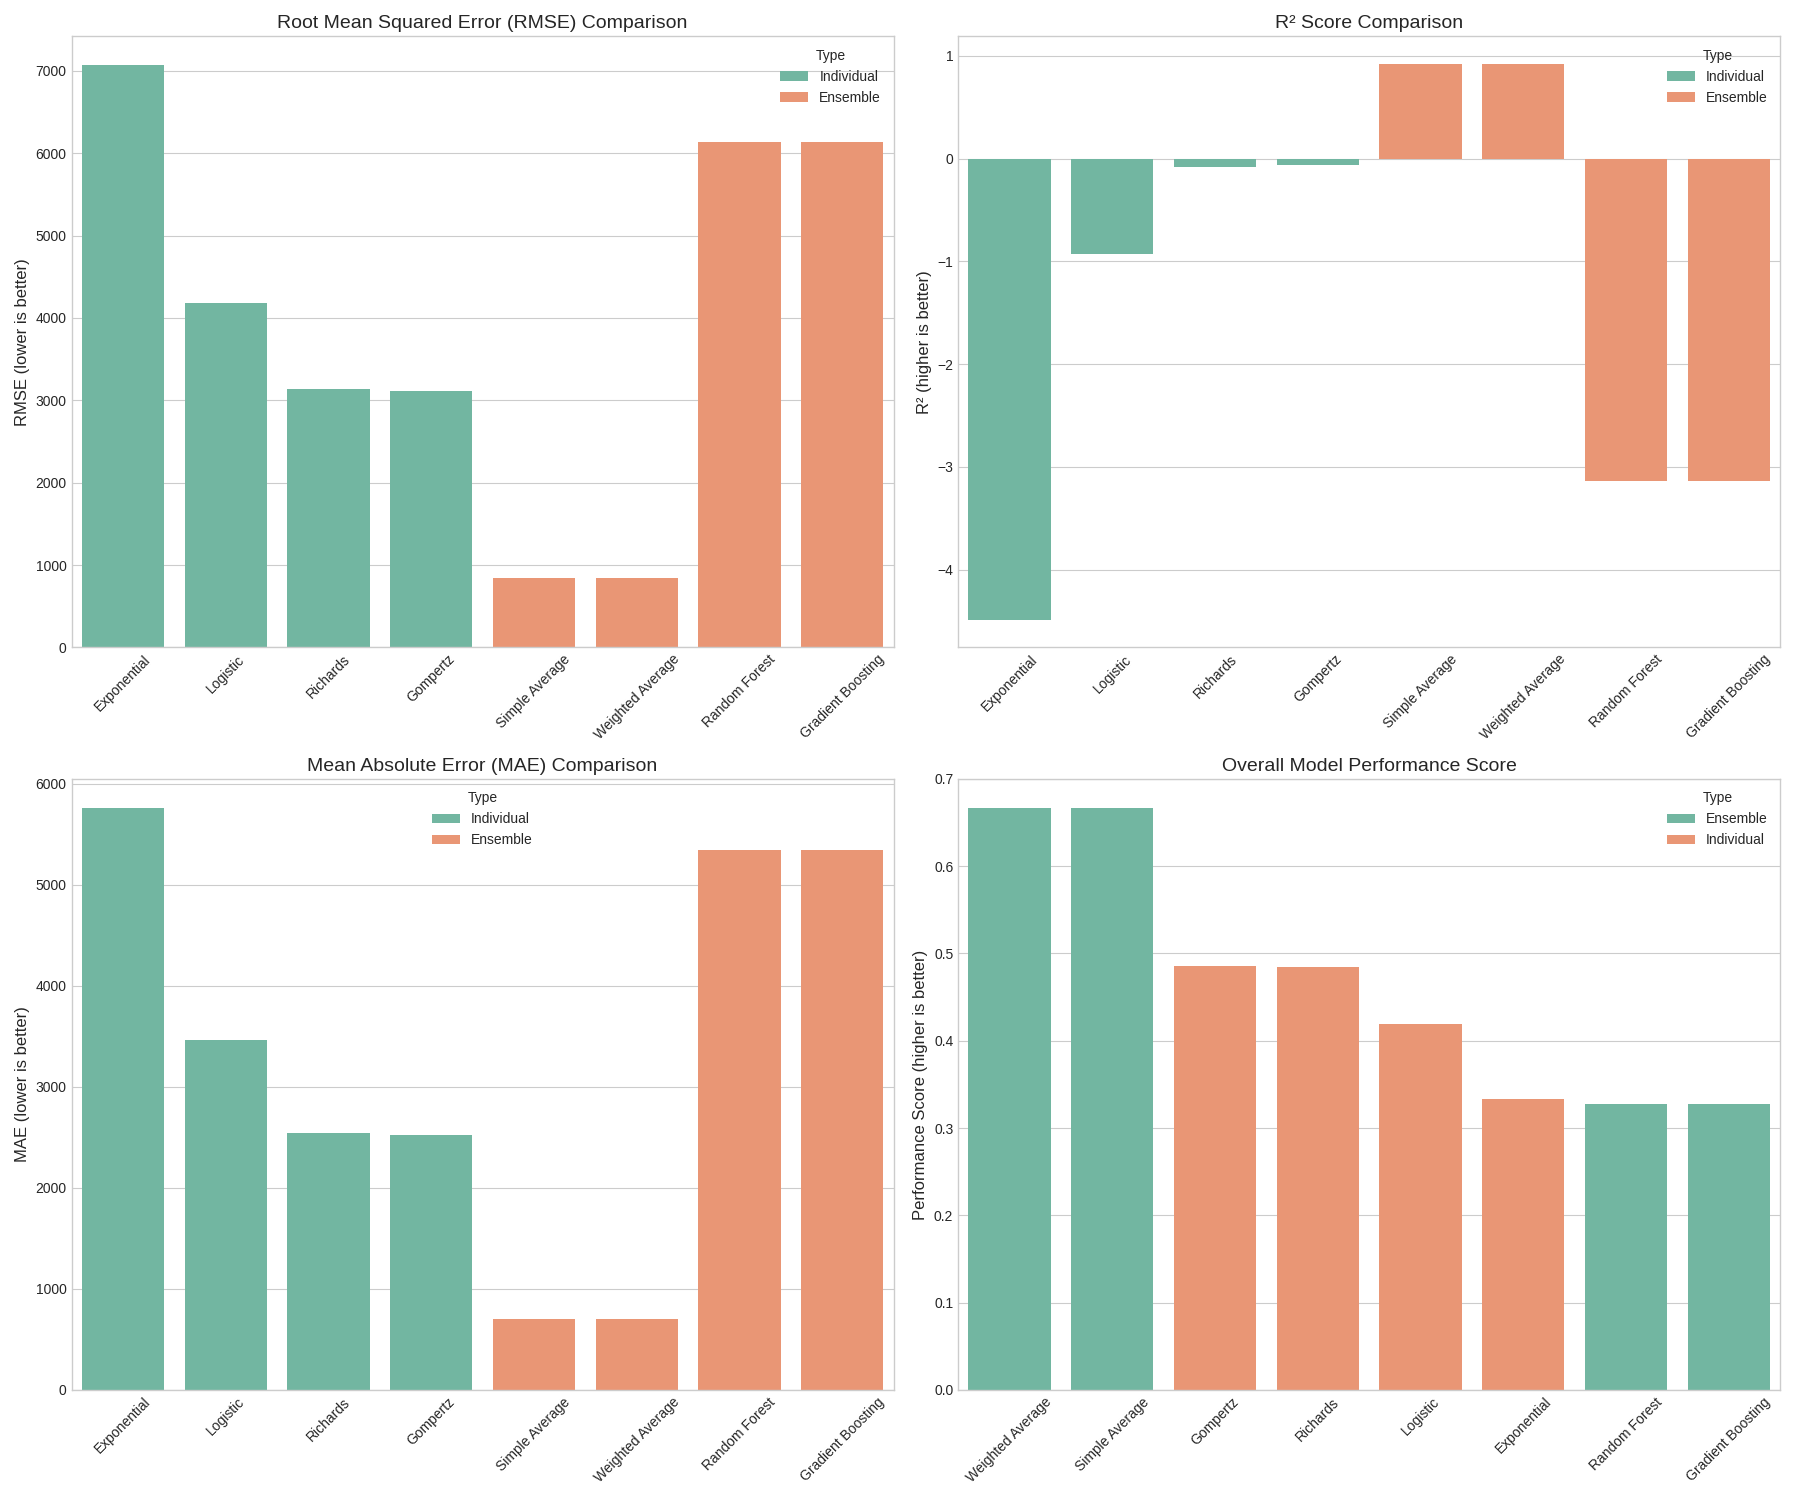 Root Mean Squared Error (RMSE) Comparison
RMSE (lower is better)
7000
6000
5000
4000
3000
2000
1000
0
Type
Individual
Ensemble
Exponential
Logistic
Richards
Gompertz
Simple Average
Weighted Average
Random Forest
Gradient Boosting
R² Score Comparison
R² (higher is better)
1
0
−1
−2
−3
−4
Type
Individual
Ensemble
Exponential
Logistic
Richards
Gompertz
Simple Average
Weighted Average
Random Forest
Gradient Boosting
Mean Absolute Error (MAE) Comparison
MAE (lower is better)
6000
5000
4000
3000
2000
1000
0
Type
Individual
Ensemble
Exponential
Logistic
Richards
Gompertz
Simple Average
Weighted Average
Random Forest
Gradient Boosting
Overall Model Performance Score
Performance Score (higher is better)
0.7
0.6
0.5
0.4
0.3
0.2
0.1
0.0
Type
Ensemble
Individual
Weighted Average
Simple Average
Gompertz
Richards
Logistic
Exponential
Random Forest
Gradient Boosting